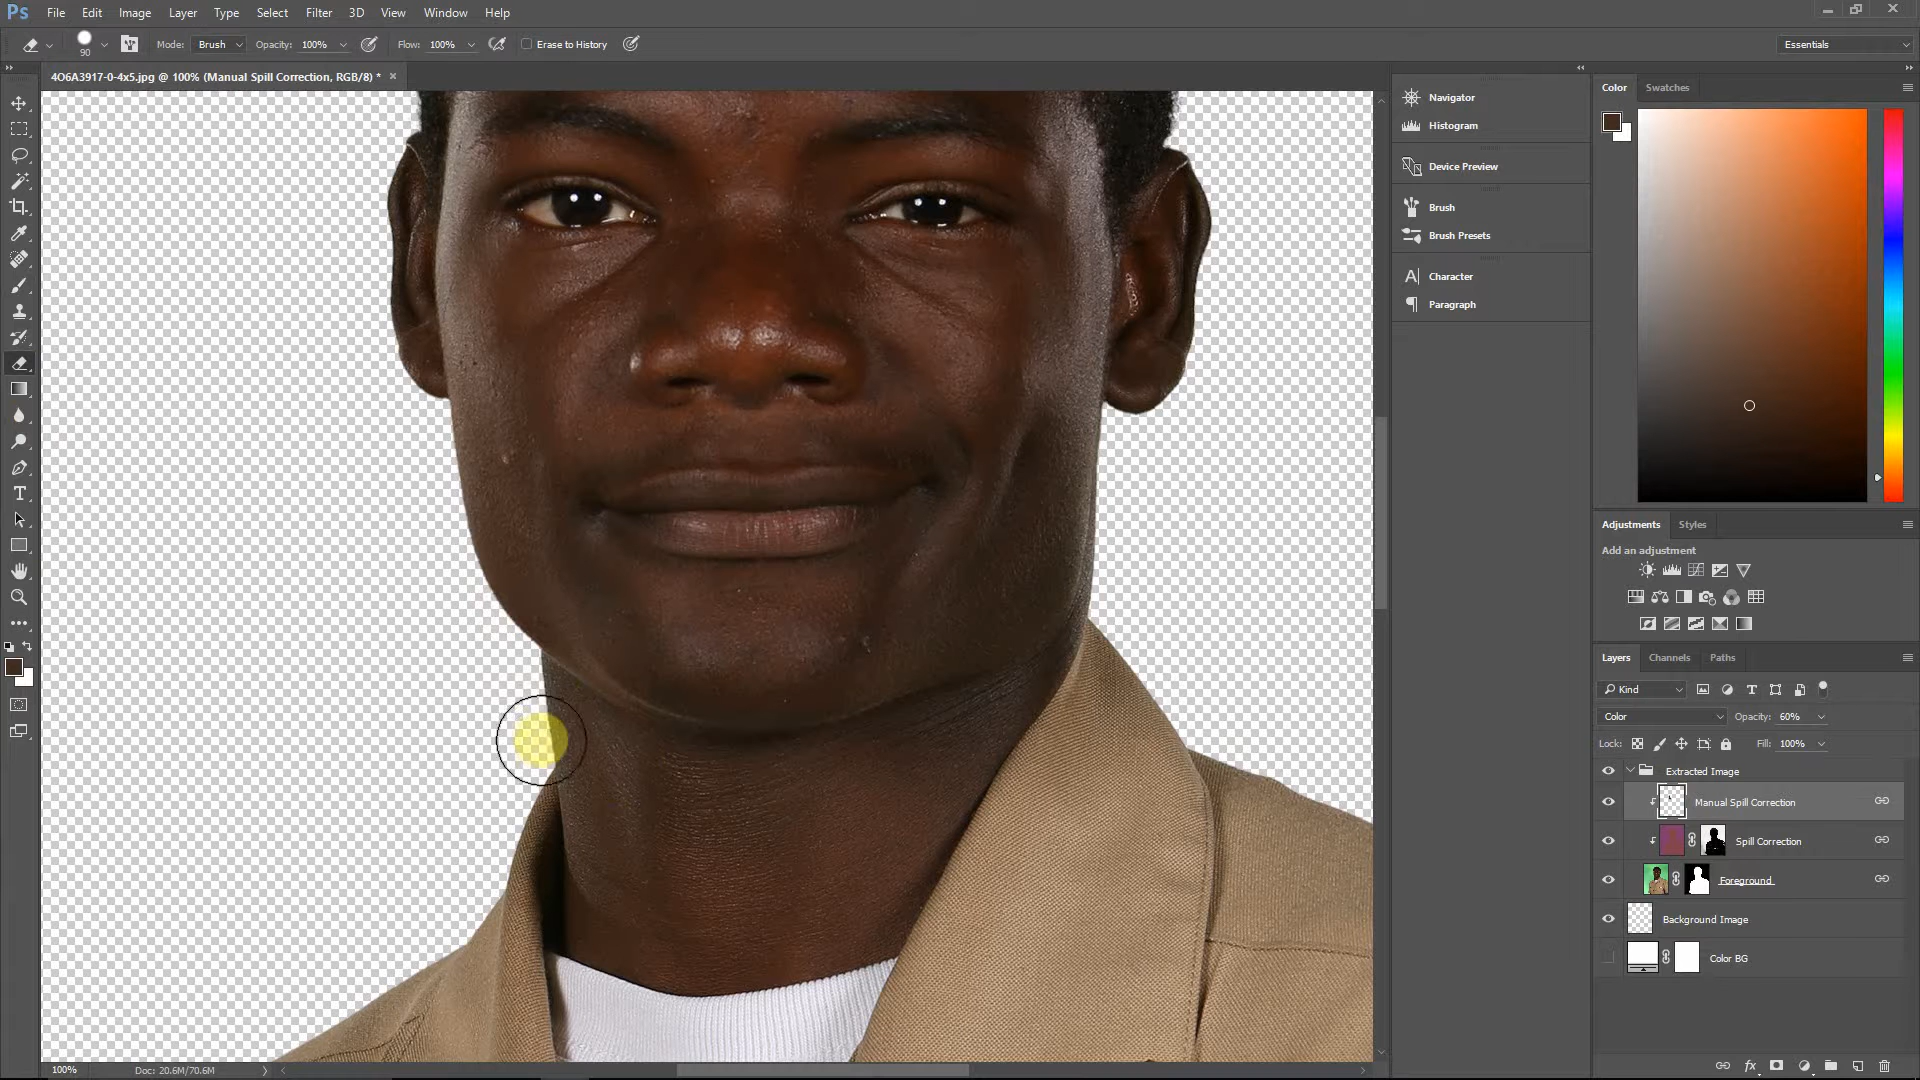 Ps File Edit Image Layer Type Select Filter 3D View Window Help
90 Mode: Brush Opacity: 100% Flow: 100% Erase to History Essentials
4O6A3917-0-4x5.jpg @ 100% (Manual Spill Correction, RGB/8) * ×
Navigator
Histogram
Device Preview
Brush
Brush Presets
Character
Paragraph
Color Swatches
Adjustments Styles
Add an adjustment
Layers Channels Paths
Kind
Color Opacity: 60%
Lock: Fill: 100%
Extracted Image
Manual Spill Correction
Spill Correction
Foreground
Background Image
Color BG
100% Doc: 20.6M/70.6M